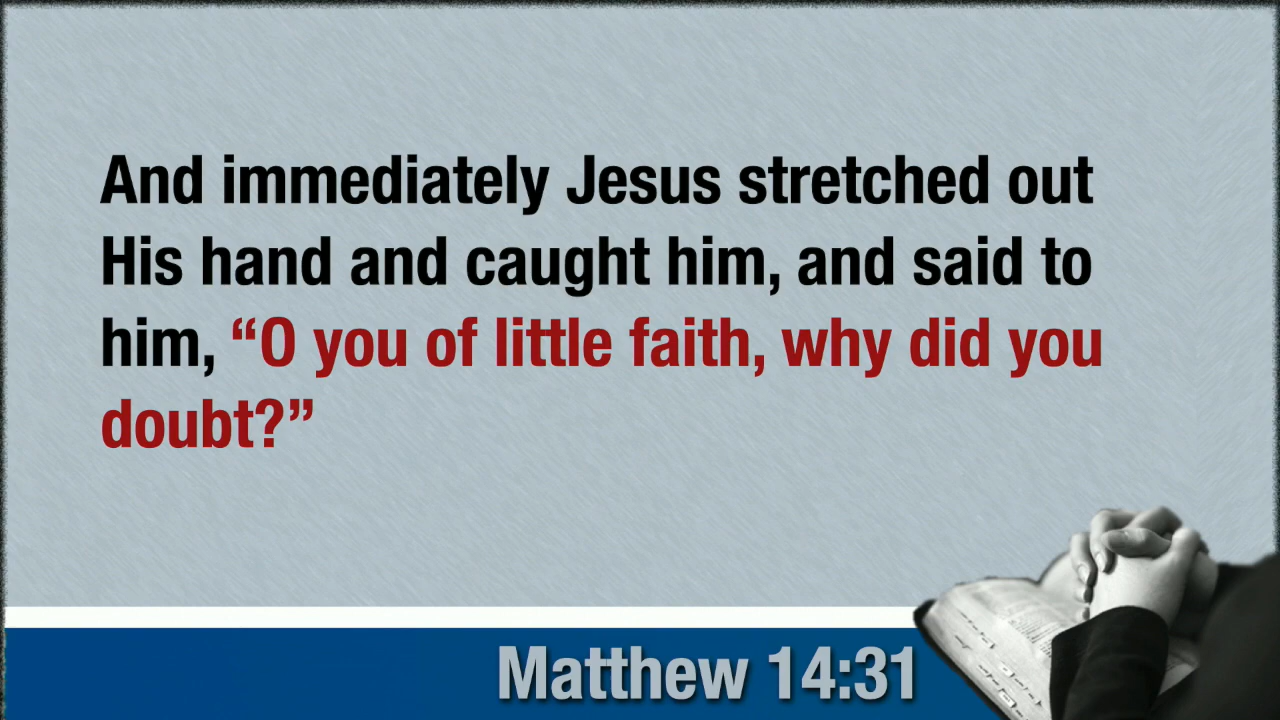 And immediately Jesus stretched out
His hand and caught him, and said to
him, “O you of little faith, why did you
doubt?”
Matthew 14:31